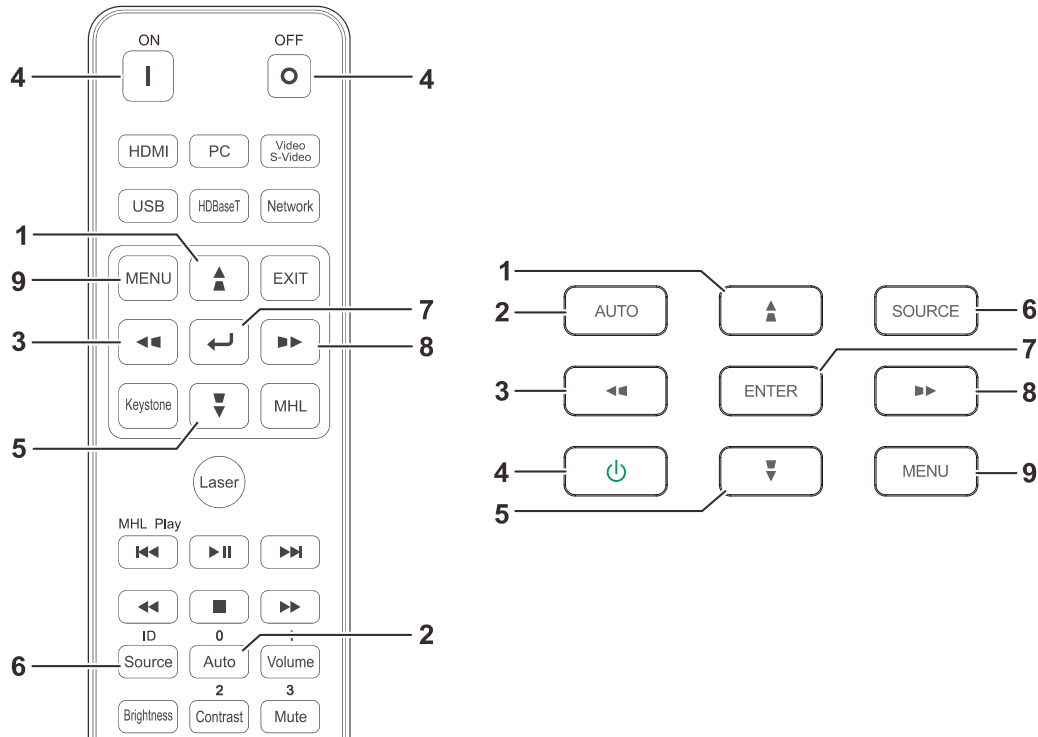 ON OFF
4 4
HDMI PC Video S-Video
USB HDBaseT Network
1
9 MENU EXIT
7
3 8
Keystone MHL
5
Laser
MHL Play
ID 0
2
6 Source Auto Volume
2 3
Brightness Contrast Mute
1
2 AUTO SOURCE 6
7
3 ENTER 8
4 MENU 9
5